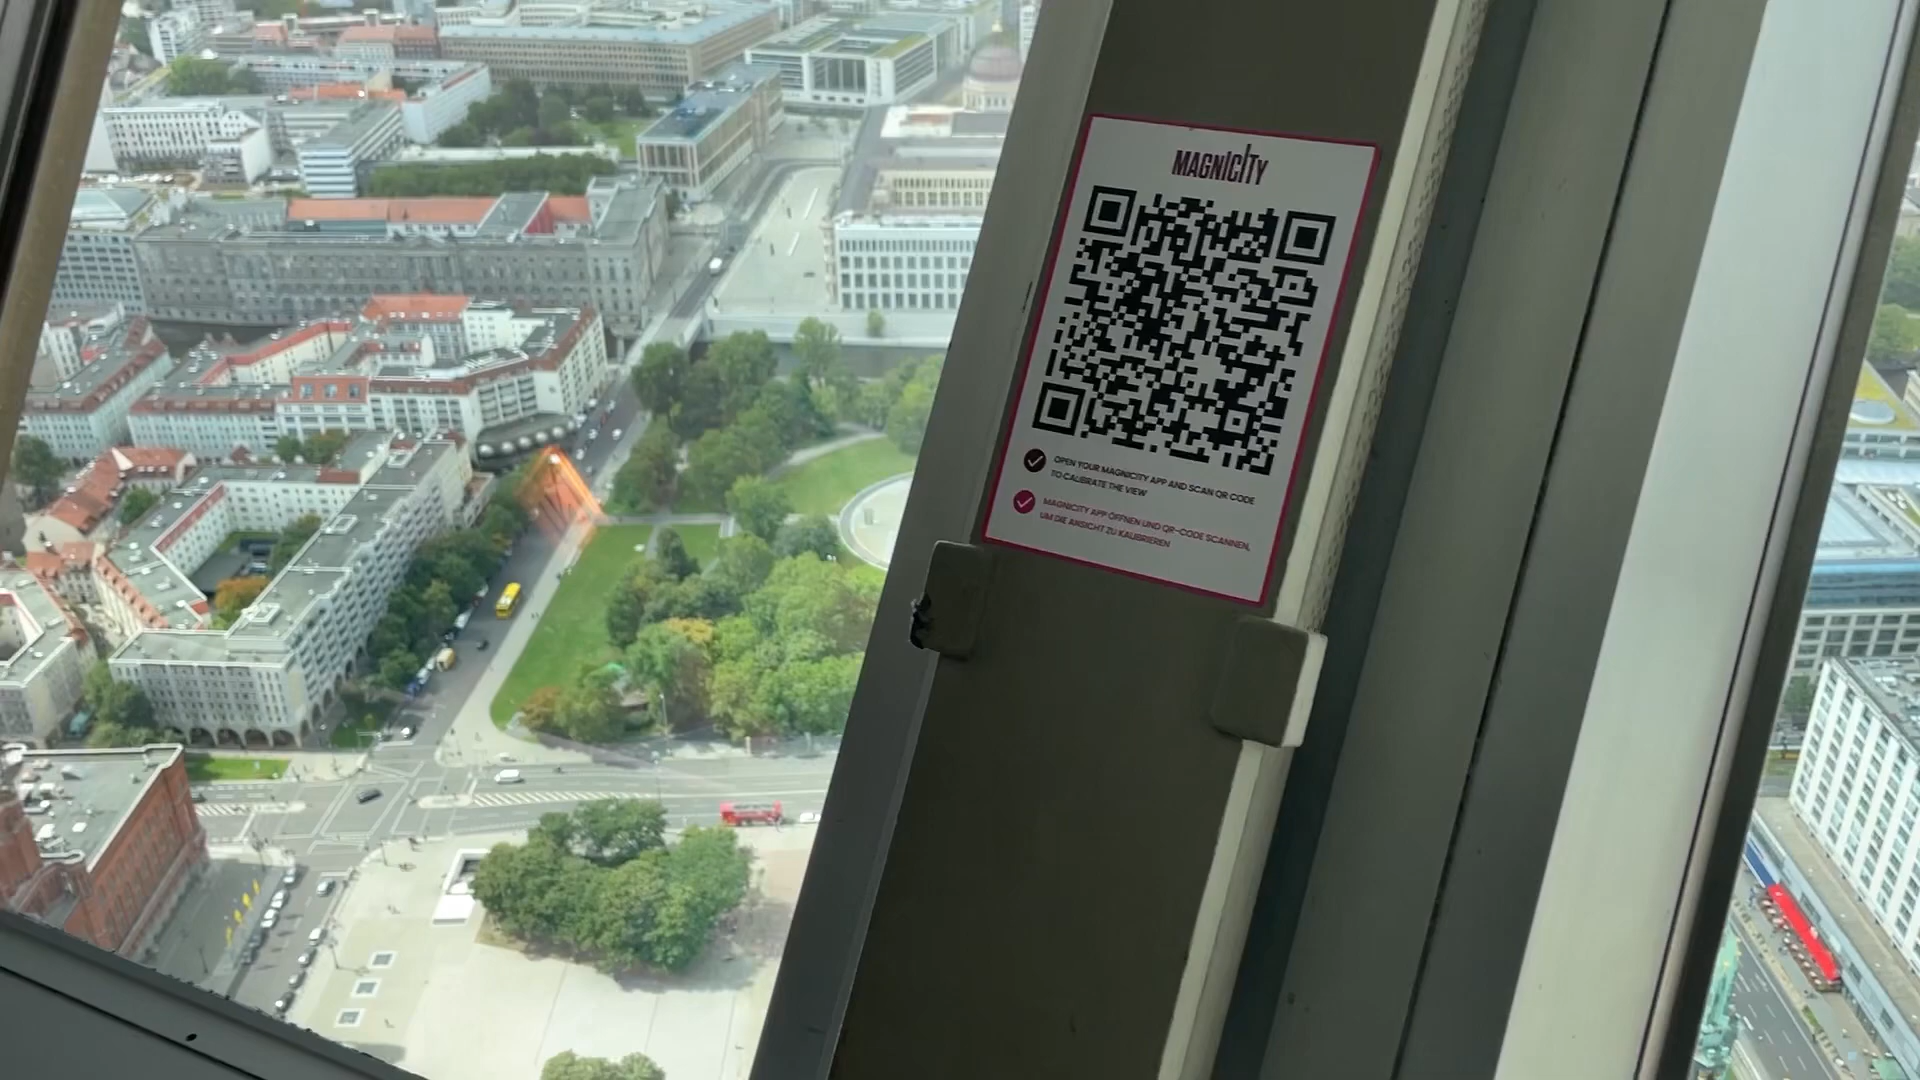 MAGNICITY
OPEN YOUR MAGNICITY APP AND SCAN QR CODE
TO CALIBRATE THE VIEW
MAGNICITY APP ÖFFNEN UND QR-CODE SCANNEN,
UM DIE ANSICHT ZU KALIBRIEREN